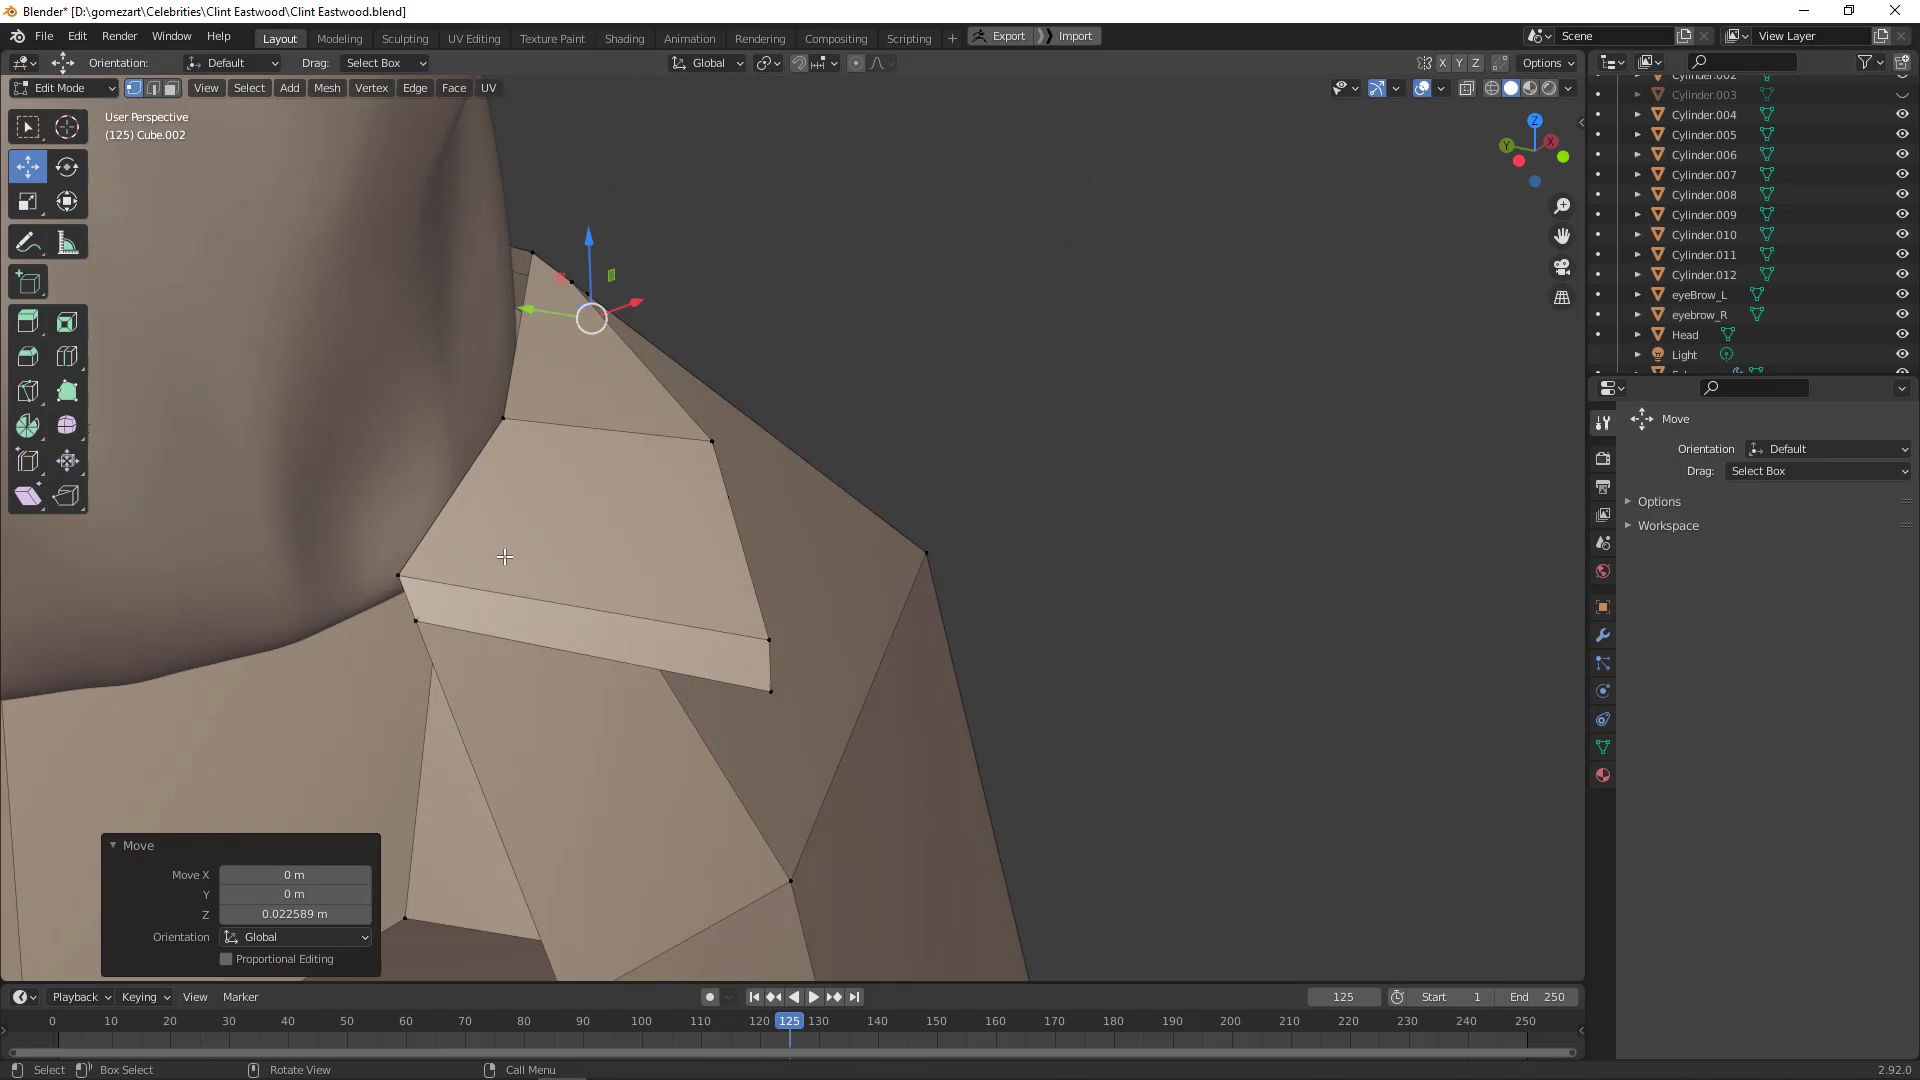 Blender* [D:\gomezart\Celebrities\Clint Eastwood\Clint Eastwood.blend]
File Edit Render Window Help
Layout Modeling Sculpting UV Editing Texture Paint Shading Animation Rendering Compositing Scripting + Export Import
Scene View Layer
Orientation: Default Drag: Select Box Global X Y Z Options
Edit Mode View Select Add Mesh Vertex Edge Face UV
User Perspective
(125) Cube.002
Z
X
Y
Cylinder.002
Cylinder.003
Cylinder.004
Cylinder.005
Cylinder.006
Cylinder.007
Cylinder.008
Cylinder.009
Cylinder.010
Cylinder.011
Cylinder.012
eyeBrow_L
eyebrow_R
Head
Light
Move
Orientation Default
Drag: Select Box
Options
Workspace
Move
Move X 0 m
Y 0 m
Z 0.022589 m
Orientation Global
Proportional Editing
Playback Keying View Marker 125 Start 1 End 250
0 10 20 30 40 50 60 70 80 90 100 110 120 125 130 140 150 160 170 180 190 200 210 220 230 240 250
Select Box Select Rotate View Call Menu 2.92.0